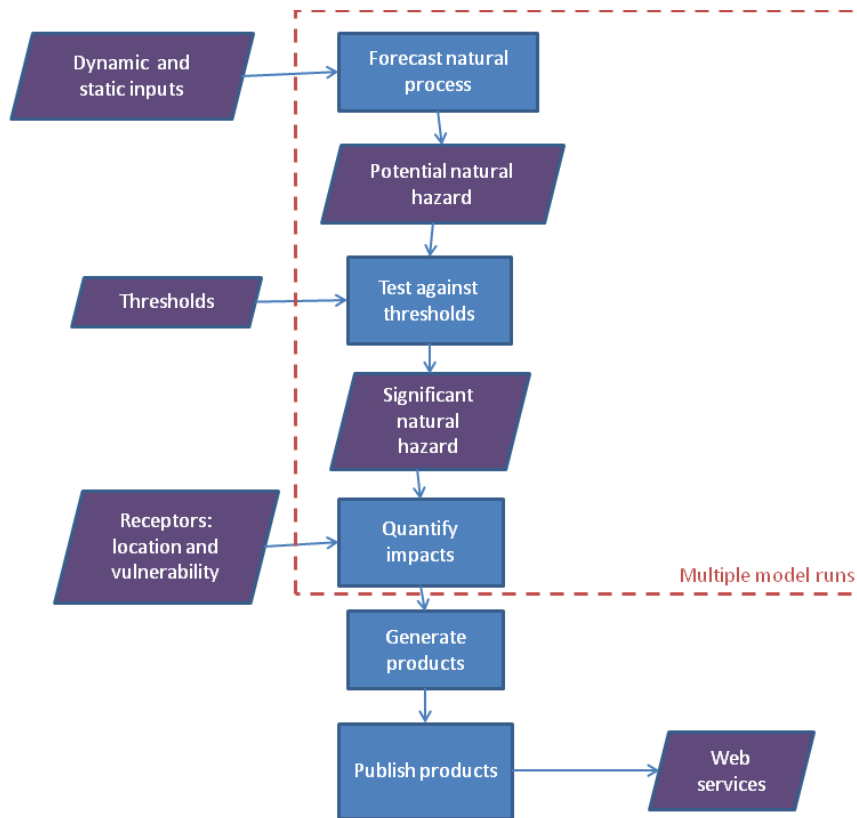 Dynamic and
static inputs
Forecast natural
process
Potential natural
hazard
Thresholds
Test against
thresholds
Significant
natural
hazard
Receptors:
location and
vulnerability
Quantify
impacts
Multiple model runs
Generate
products
Publish products
Web
services